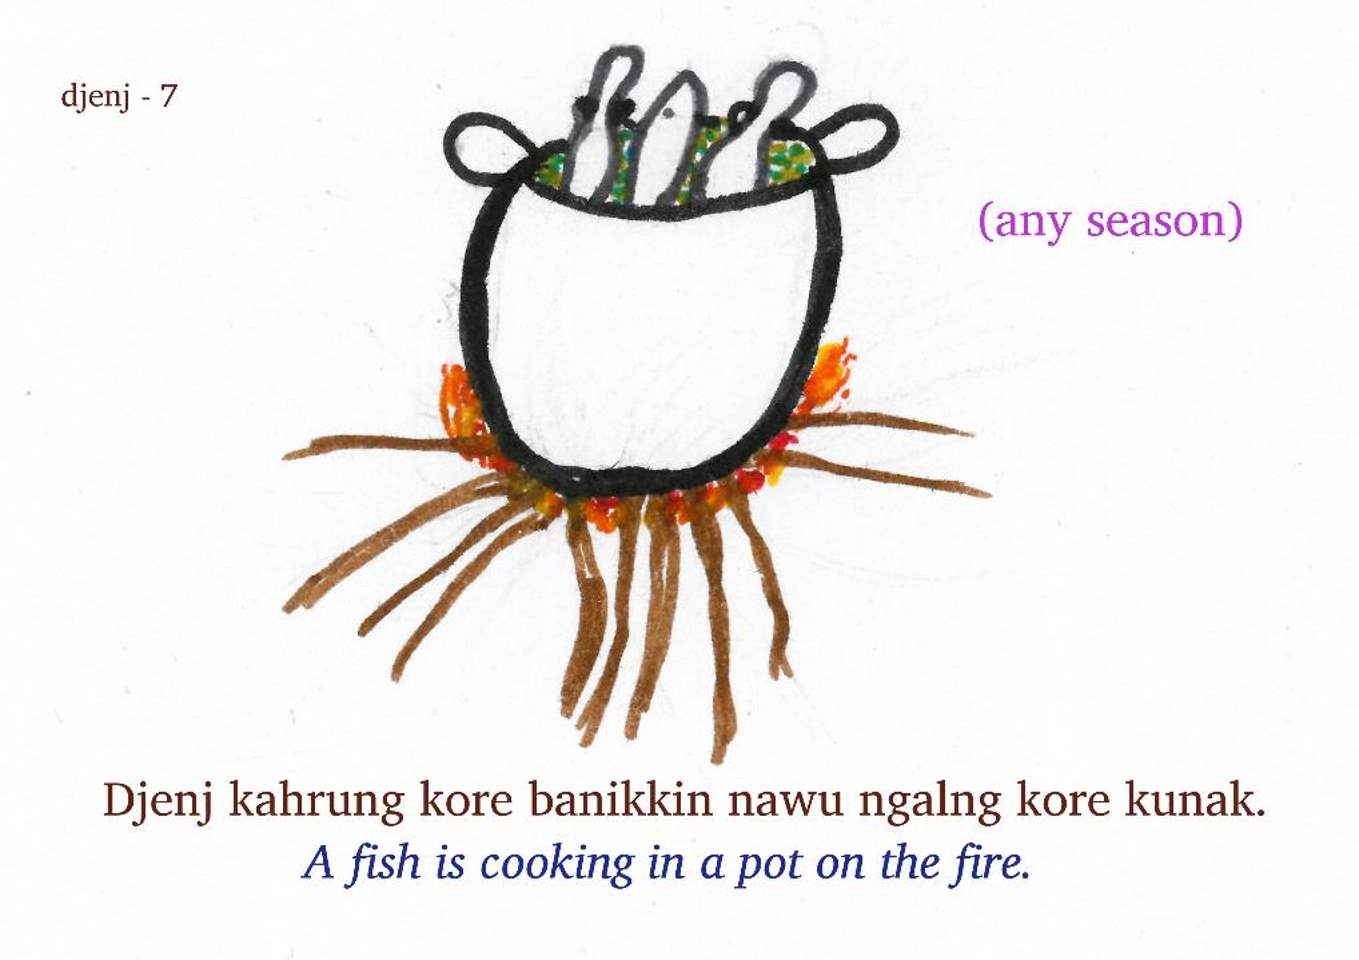 djenj - 7
(any season)
Djenj kahrung kore banikkin nawu ngalng kore kunak.
A fish is cooking in a pot on the fire.